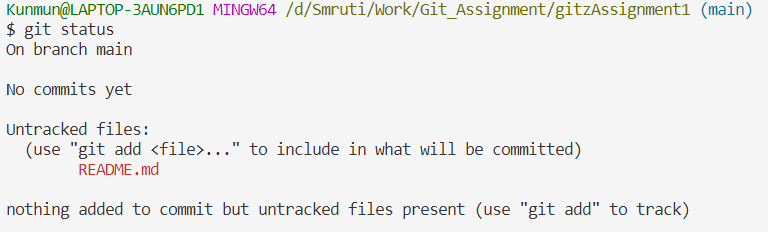 Kunmun@LAPTOP-3AUN6PD1 MINGW64 /d/Smruti/Work/Git_Assignment/gitzAssignment1 (main)
$ git status
On branch main

No commits yet

Untracked files:
  (use "git add <file>..." to include in what will be committed)
        README.md

nothing added to commit but untracked files present (use "git add" to track)